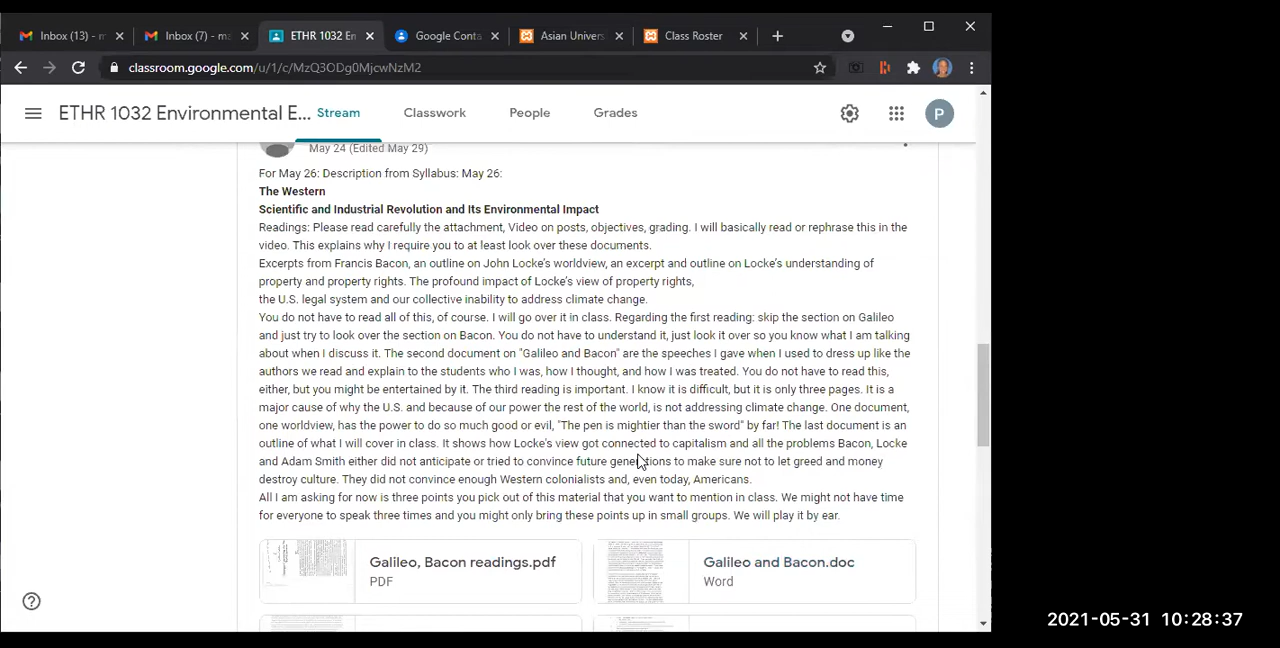 Inbox (13) - m
Inbox (7) - ma
ETHR 1032 En
Google Conta
Asian Univers
Class Roster
classroom.google.com/u/1/c/MzQ3ODg0MjcwNzM2
ETHR 1032 Environmental E...
Stream
Classwork
People
Grades
P
May 24 (Edited May 29)
For May 26: Description from Syllabus: May 26:
The Western
Scientific and Industrial Revolution and Its Environmental Impact
Readings: Please read carefully the attachment, Video on posts, objectives, grading. I will basically read or rephrase this in the
video. This explains why I require you to at least look over these documents.
Excerpts from Francis Bacon, an outline on John Locke's worldview, an excerpt and outline on Locke's understanding of
property and property rights. The profound impact of Locke's view of property rights,
the U.S. legal system and our collective inability to address climate change.
You do not have to read all of this, of course. I will go over it in class. Regarding the first reading: skip the section on Galileo
and just try to look over the section on Bacon. You do not have to understand it, just look it over so you know what I am talking
about when I discuss it. The second document on "Galileo and Bacon" are the speeches I gave when I used to dress up like the
authors we read and explain to the students who I was, how I thought, and how I was treated. You do not have to read this,
either, but you might be entertained by it. The third reading is important. I know it is difficult, but it is only three pages. It is a
major cause of why the U.S. and because of our power the rest of the world, is not addressing climate change. One document,
one worldview, has the power to do so much good or evil, "The pen is mightier than the sword" by far! The last document is an
outline of what I will cover in class. It shows how Locke's view got connected to capitalism and all the problems Bacon, Locke
and Adam Smith either did not anticipate or tried to convince future generations to make sure not to let greed and money
destroy culture. They did not convince enough Western colonialists and, even today, Americans.
All I am asking for now is three points you pick out of this material that you want to mention in class. We might not have time
for everyone to speak three times and you might only bring these points up in small groups. We will play it by ear.
Galileo, Bacon readings.pdf
PDF
Galileo and Bacon.doc
Word
2021-05-31 10:28:37